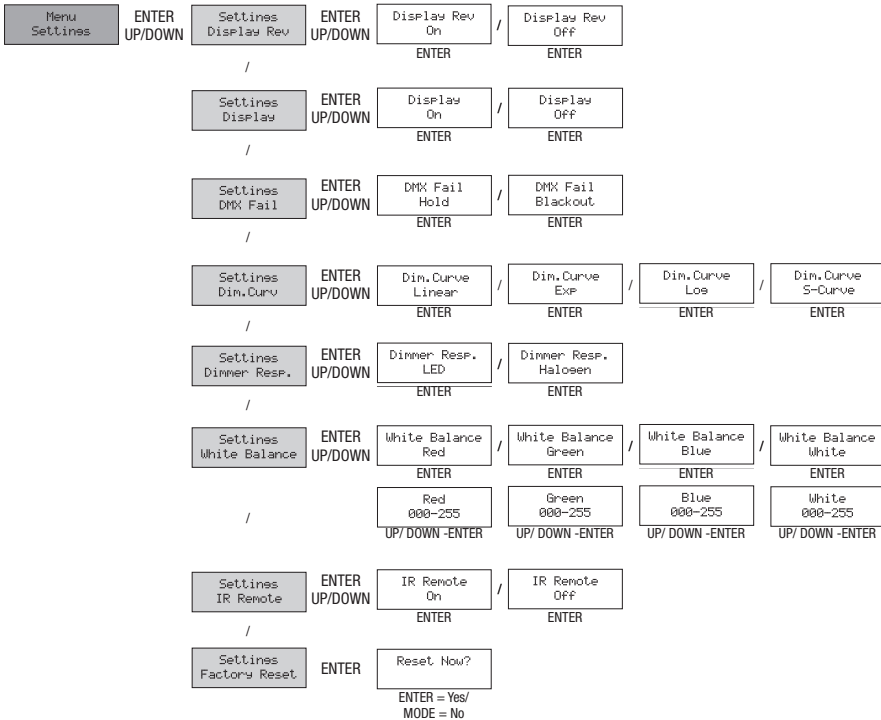 Menu
Settings
ENTER
UP/DOWN
Settings
Display Rev
ENTER
UP/DOWN
Display Rev
On
ENTER
/
Display Rev
Off
ENTER
/
Settings
Display
ENTER
UP/DOWN
Display
On
ENTER
/
Display
Off
ENTER
/
Settings
DMX Fail
ENTER
UP/DOWN
DMX Fail
Hold
ENTER
/
DMX Fail
Blackout
ENTER
/
Settings
Dim.Curv
ENTER
UP/DOWN
Dim.Curve
Linear
ENTER
/
Dim.Curve
Exp
ENTER
/
Dim.Curve
Log
ENTER
/
Dim.Curve
S-Curve
ENTER
/
Settings
Dimmer Resp.
ENTER
UP/DOWN
Dimmer Resp.
LED
ENTER
/
Dimmer Resp.
Halogen
ENTER
/
Settings
White Balance
ENTER
UP/DOWN
White Balance
Red
ENTER
/
White Balance
Green
ENTER
/
White Balance
Blue
ENTER
/
White Balance
White
ENTER
/
Red
000-255
UP/ DOWN -ENTER
Green
000-255
UP/ DOWN -ENTER
Blue
000-255
UP/ DOWN -ENTER
White
000-255
UP/ DOWN -ENTER
Settings
IR Remote
ENTER
UP/DOWN
IR Remote
On
ENTER
/
IR Remote
Off
ENTER
/
Settings
Factory Reset
ENTER
Reset Now?
ENTER = Yes/
MODE = No